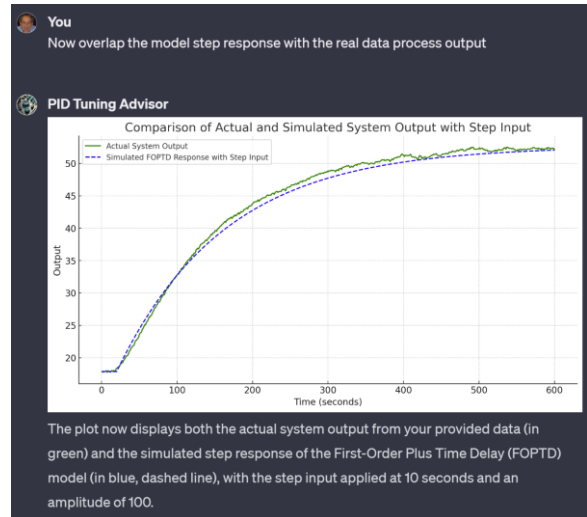 You
Now overlap the model step response with the real data process output
PID Tuning Advisor
Comparison of Actual and Simulated System Output with Step Input
Actual System Output
Simulated FOPTD Response with Step Input
Output
50
45
40
35
30
25
20
0 100 200 300 400 500 600
Time (seconds)
The plot now displays both the actual system output from your provided data (in
green) and the simulated step response of the First-Order Plus Time Delay (FOPTD)
model (in blue, dashed line), with the step input applied at 10 seconds and an
amplitude of 100.